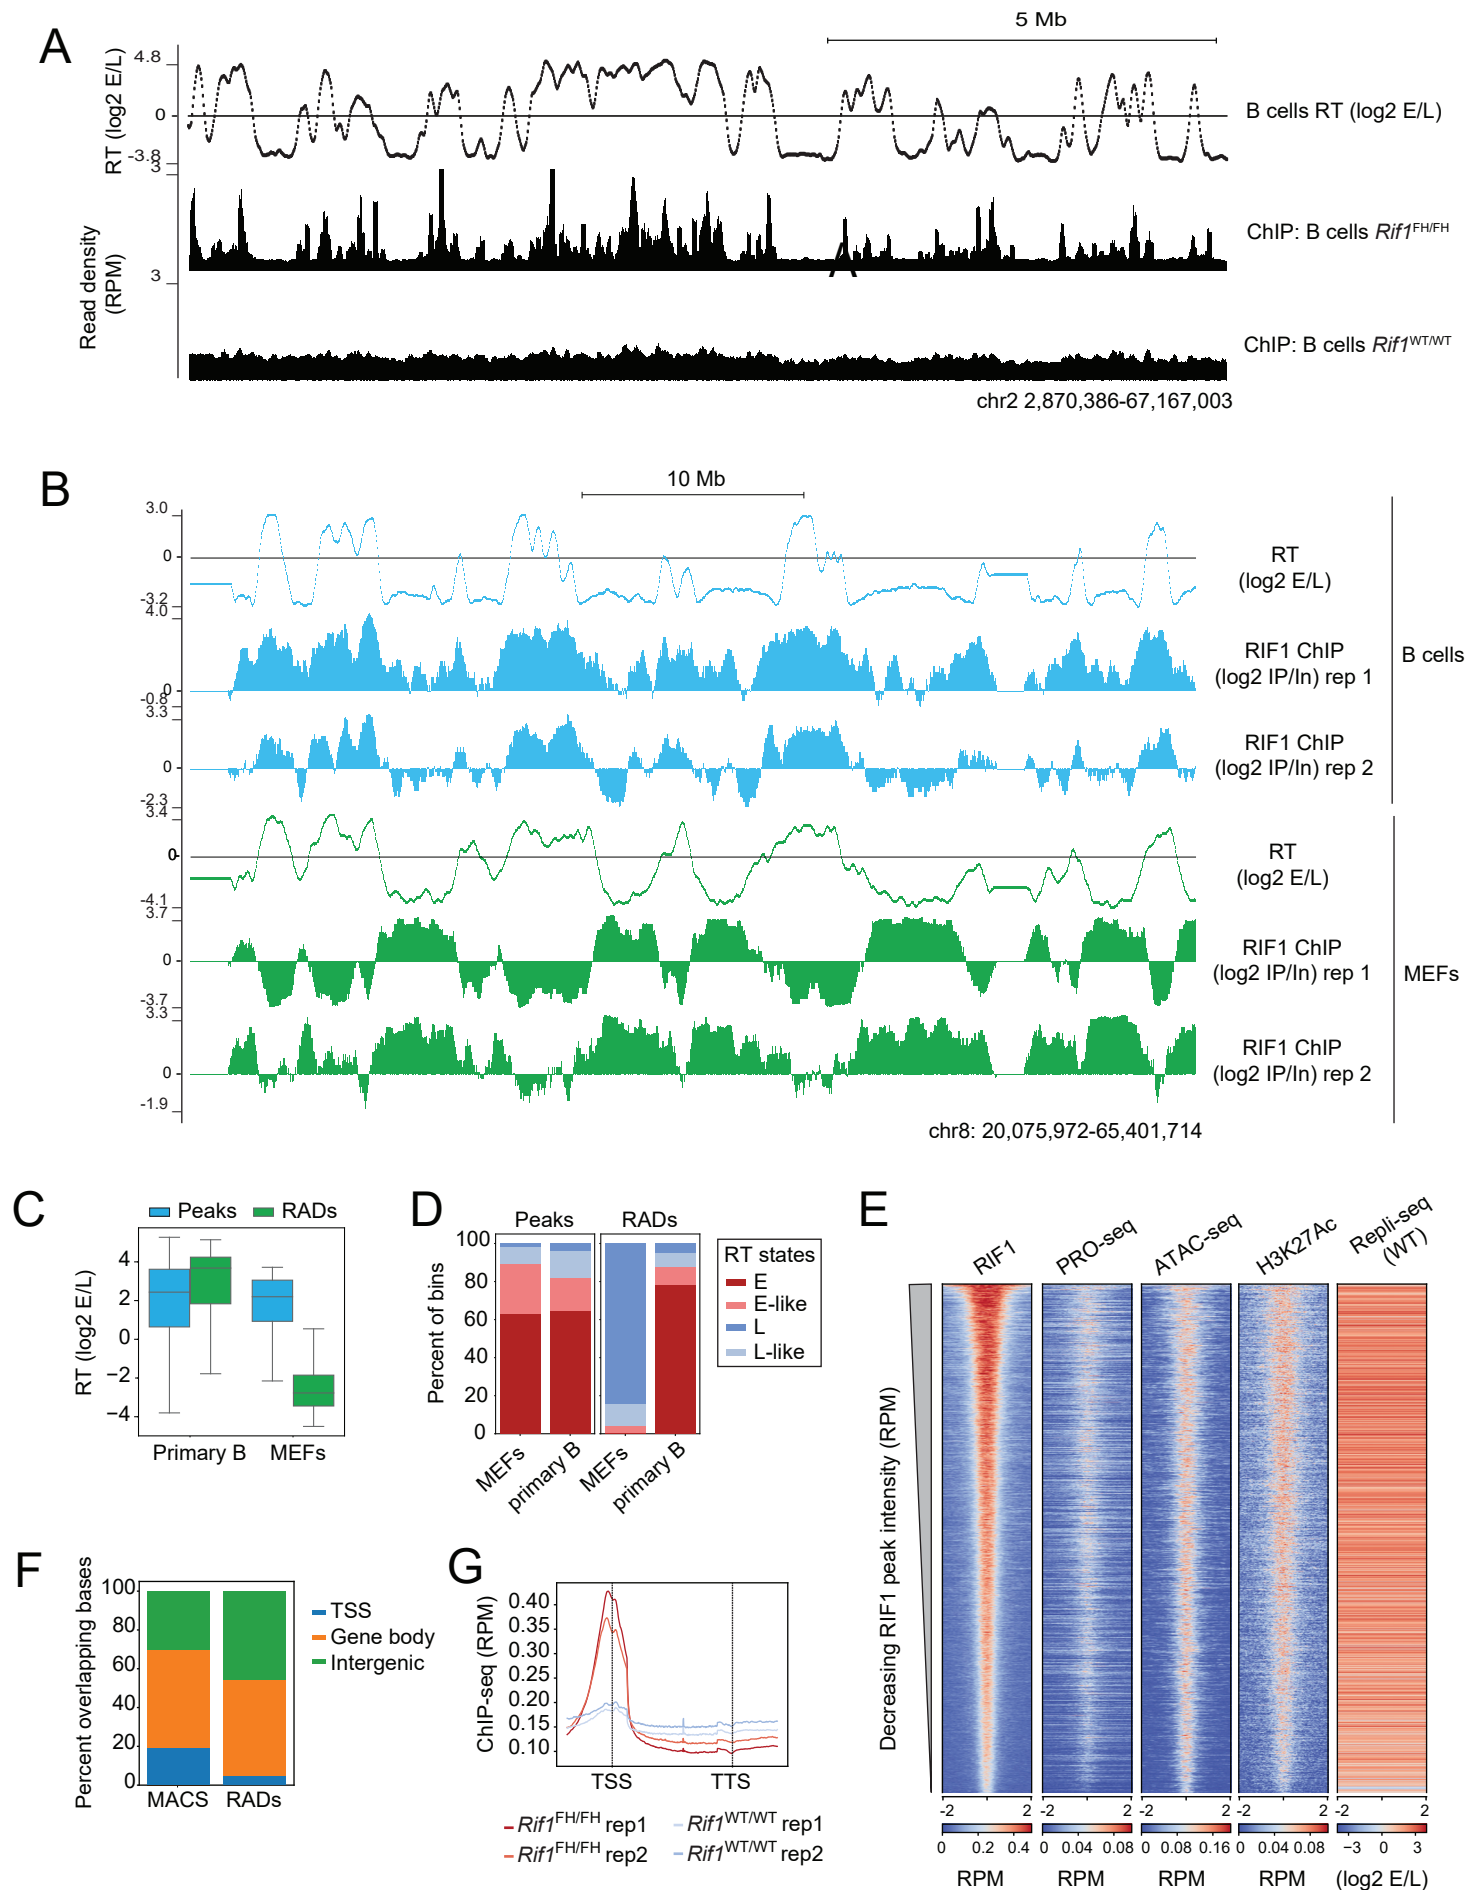 A
5 Mb
RT (log2 E/L)
4.8
0
-3.8
B cells RT (log2 E/L)
Read density
(RPM)
3
ChIP: B cells Rif1FH/FH
3
ChIP: B cells Rif1WT/WT
chr2 2,870,386-67,167,003
B
10 Mb
3.0
0
-3.2
RT
(log2 E/L)
4.0
0
-0.8
RIF1 ChIP
(log2 IP/In) rep 1
B cells
3.3
0
-2.3
RIF1 ChIP
(log2 IP/In) rep 2
3.4
0
-4.1
RT
(log2 E/L)
3.7
0
-3.7
RIF1 ChIP
(log2 IP/In) rep 1
MEFs
3.3
0
-1.9
RIF1 ChIP
(log2 IP/In) rep 2
chr8: 20,075,972-65,401,714
C
Peaks RADs
RT (log2 E/L)
4
2
0
−2
−4
Primary B MEFs
D
Peaks RADs
Percent of bins
100
80
60
40
20
0
MEFs
primary B
MEFs
primary B
RT states
E
E-like
L
L-like
E
RIF1
PRO-seq
ATAC-seq
H3K27Ac
Repli-seq
(WT)
Decreasing RIF1 peak intensity (RPM)
-2 2 -2 2 -2 2 -2 2 -2 2
0 0.2 0.4
0 0.04 0.08
0 0.16
0 0.04 0.08
−3 0 3
RPM RPM RPM RPM (log2 E/L)
F
Percent overlapping bases
100
80
60
40
20
0
MACS RADs
TSS
Gene body
Intergenic
G
ChIP-seq (RPM)
0.40
0.35
0.30
0.25
0.20
0.15
0.10
TSS TTS
Rif1FH/FH rep1
Rif1WT/WT rep1
Rif1FH/FH rep2
Rif1WT/WT rep2